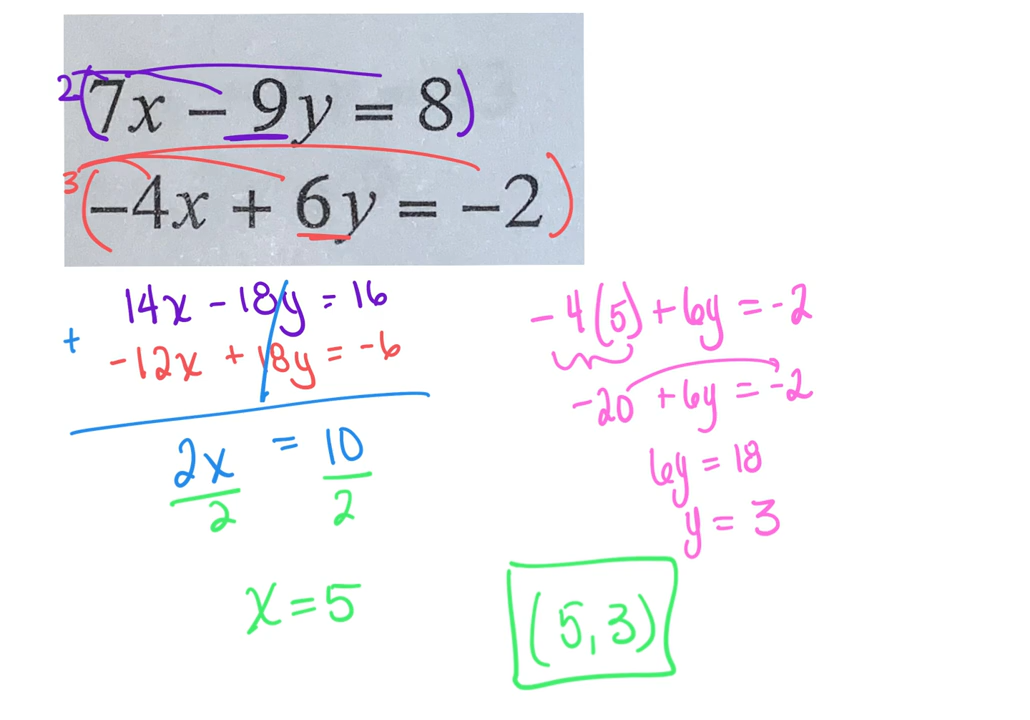 2(7x − 9y = 8)
3(−4x + 6y = −2)
14x - 18y = 16
+ -12x + 18y = -6
2x = 10
2 2
x = 5
-4(5) + 6y = -2
-20 + 6y = -2
6y = 18
y = 3
(5,3)